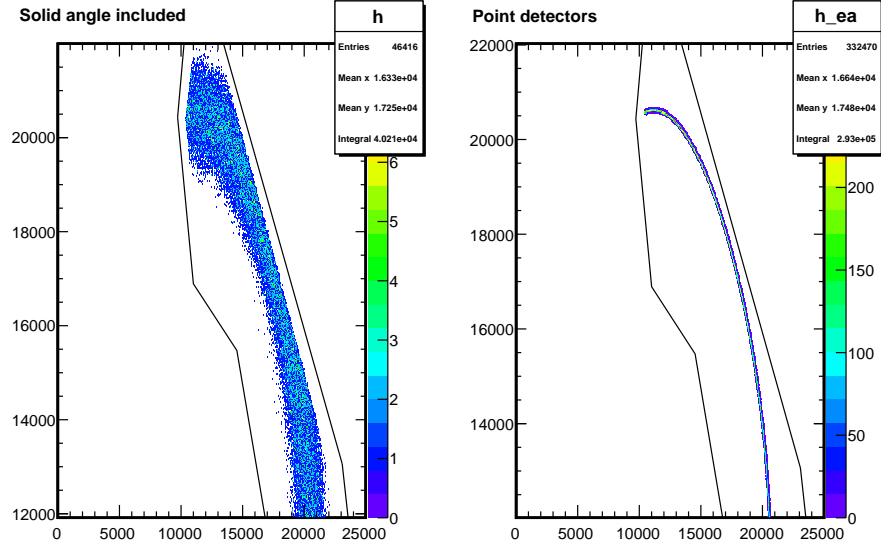 Solid angle included
h
Entries 46416
Mean x 1.633e+04
Mean y 1.725e+04
Integral 4.021e+04
20000
18000
16000
14000
12000
0 5000 10000 15000 20000 25000
6
5
4
3
2
1
0
Point detectors
h_ea
Entries 332470
Mean x 1.664e+04
Mean y 1.748e+04
Integral 2.93e+05
22000
20000
18000
16000
14000
0 5000 10000 15000 20000 25000
200
150
100
50
0